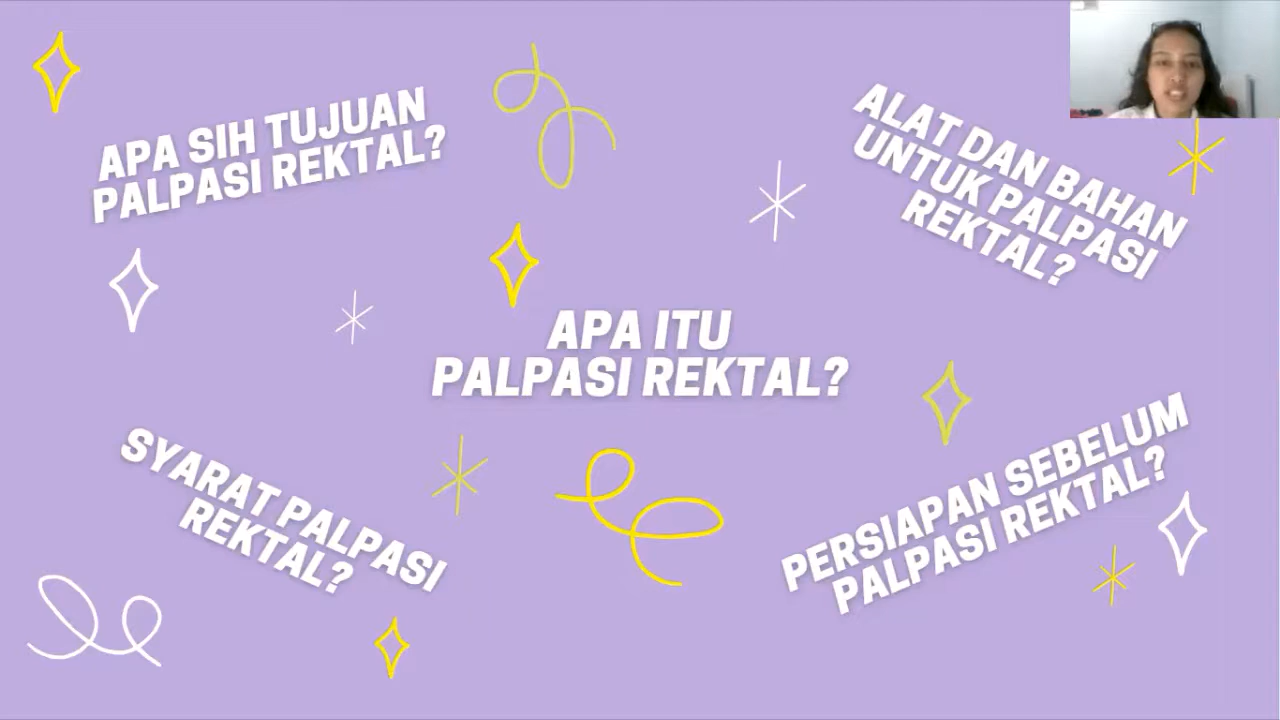 APA SIH TUJUAN
PALPASI REKTAL?
ALAT DAN BAHAN
UNTUK PALPASI
REKTAL?
APA ITU
PALPASI REKTAL?
SYARAT PALPASI
REKTAL?
PERSIAPAN SEBELUM
PALPASI REKTAL?